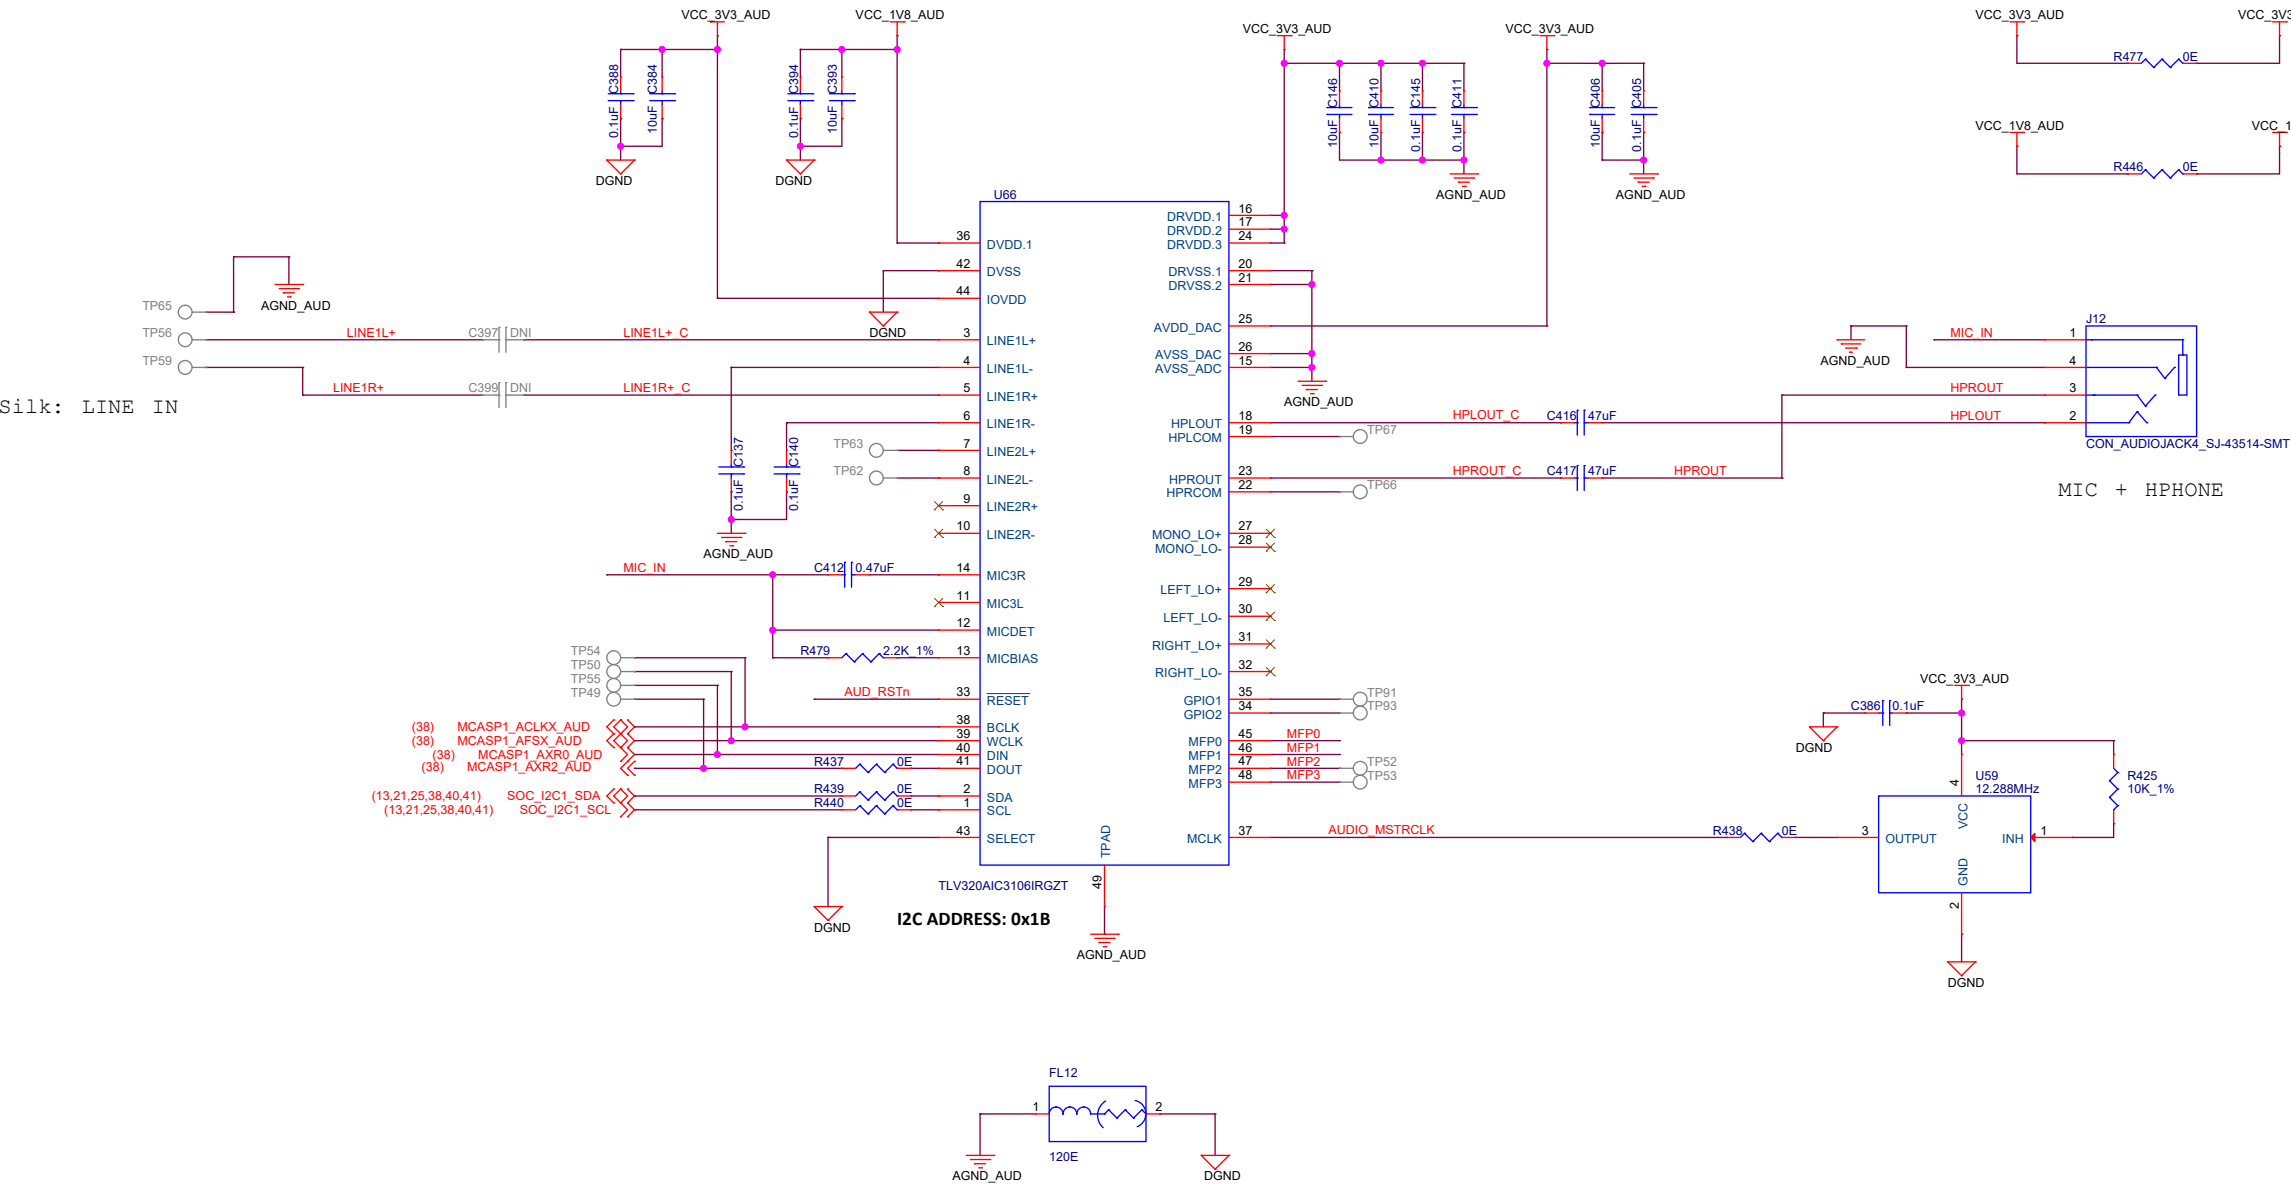 VCC_3V3_AUD
VCC_1V8_AUD
VCC_3V3_AUD
VCC_3V3_AUD
VCC_3V3_AUD
VCC_3V3
R477 0E
C388 0.1uF
C384 10uF
C394 0.1uF
C393 10uF
C146 10uF
C410 10uF
C145 0.1uF
C411 0.1uF
C406 10uF
C405 0.1uF
VCC_1V8_AUD
VCC_1
R446 0E
DGND
DGND
AGND_AUD
AGND_AUD
U66
36 DVDD.1
42 DVSS
44 IOVDD
3 LINE1L+
4 LINE1L-
5 LINE1R+
6 LINE1R-
7 LINE2L+
8 LINE2L-
9 LINE2R+
10 LINE2R-
14 MIC3R
11 MIC3L
12 MICDET
13 MICBIAS
33 RESET
38 BCLK
39 WCLK
40 DIN
41 DOUT
2 SDA
1 SCL
43 SELECT
TPAD 49
DRVDD.1 16
DRVDD.2 17
DRVDD.3 24
DRVSS.1 20
DRVSS.2 21
AVDD_DAC 25
AVSS_DAC 26
AVSS_ADC 15
HPLOUT 18
HPLCOM 19
HPROUT 23
HPRCOM 22
MONO_LO+ 27
MONO_LO- 28
LEFT_LO+ 29
LEFT_LO- 30
RIGHT_LO+ 31
RIGHT_LO- 32
GPIO1 35
GPIO2 34
MFP0 45 MFP0
MFP1 46 MFP1
MFP2 47 MFP2
MFP3 48 MFP3
MCLK 37
TLV320AIC3106IRGZT
I2C ADDRESS: 0x1B
AGND_AUD
DGND
TP65
AGND_AUD
TP56 LINE1L+ C397 DNI LINE1L+_C
TP59 LINE1R+ C399 DNI LINE1R+_C
Silk: LINE IN
C137 0.1uF
C140 0.1uF
AGND_AUD
TP63
TP62
MIC_IN C412 0.47uF
R479 2.2K_1%
TP54
TP50
TP55
TP49
AUD_RSTn
(38) MCASP1_ACLKX_AUD
(38) MCASP1_AFSX_AUD
(38) MCASP1_AXR0_AUD
(38) MCASP1_AXR2_AUD R437 0E
(13,21,25,38,40,41) SOC_I2C1_SDA R439 0E
(13,21,25,38,40,41) SOC_I2C1_SCL R440 0E
DGND
AGND_AUD
HPLOUT_C C416 47uF
TP67
HPROUT_C C417 47uF HPROUT
TP66
AGND_AUD
J12
MIC_IN 1
4
HPROUT 3
HPLOUT 2
CON_AUDIOJACK4_SJ-43514-SMT
MIC + HPHONE
TP91
TP93
TP52
TP53
AUDIO_MSTRCLK R438 0E
VCC_3V3_AUD
C386 0.1uF
DGND
U59
12.288MHz
R425
10K_1%
4 VCC
3 OUTPUT
INH 1
GND 2
DGND
FL12
1 2
120E
AGND_AUD
DGND